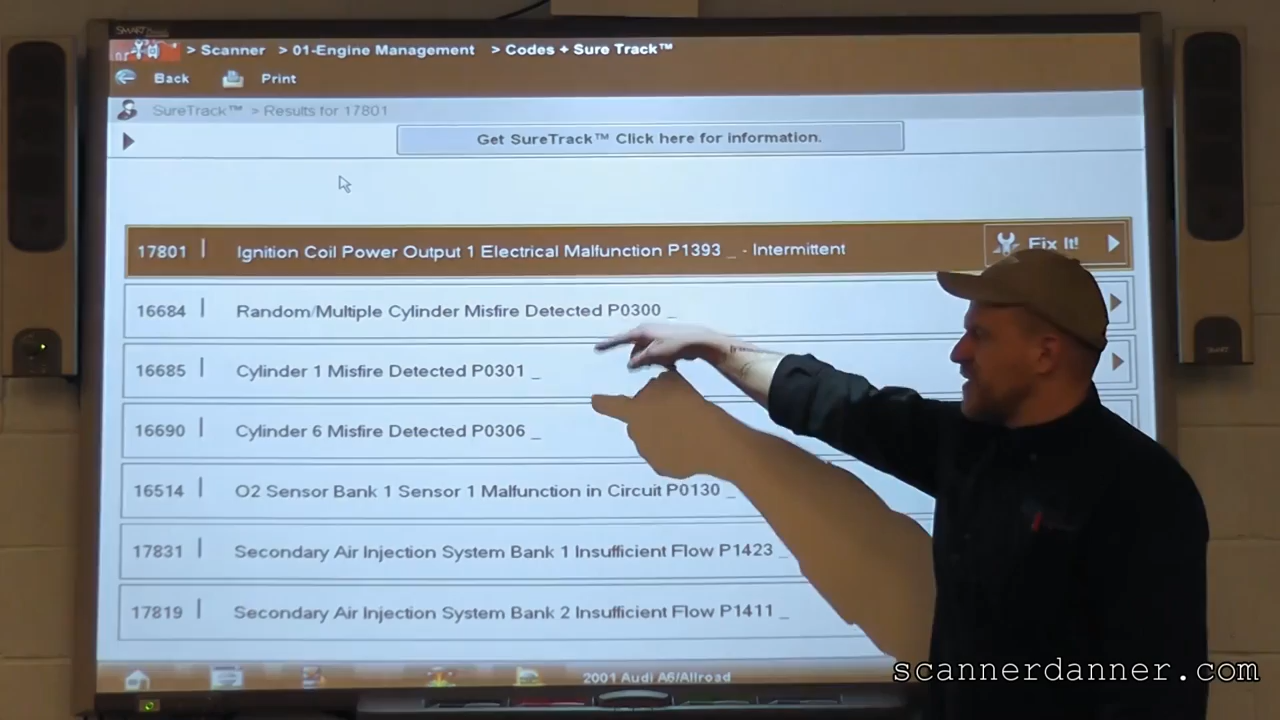 SMART
> Scanner > 01-Engine Management > Codes + Sure Track™
Back Print
SureTrack™ > Results for 17801
Get SureTrack™ Click here for information.
17801 | Ignition Coil Power Output 1 Electrical Malfunction P1393 _ - Intermittent Fix It!
16684 | Random/Multiple Cylinder Misfire Detected P0300 _
16685 | Cylinder 1 Misfire Detected P0301 _
16690 | Cylinder 6 Misfire Detected P0306 _
16514 | O2 Sensor Bank 1 Sensor 1 Malfunction in Circuit P0130 _
17831 | Secondary Air Injection System Bank 1 Insufficient Flow P1423 _
17819 | Secondary Air Injection System Bank 2 Insufficient Flow P1411 _
2001 Audi A6/Allroad
scannerdanner.com